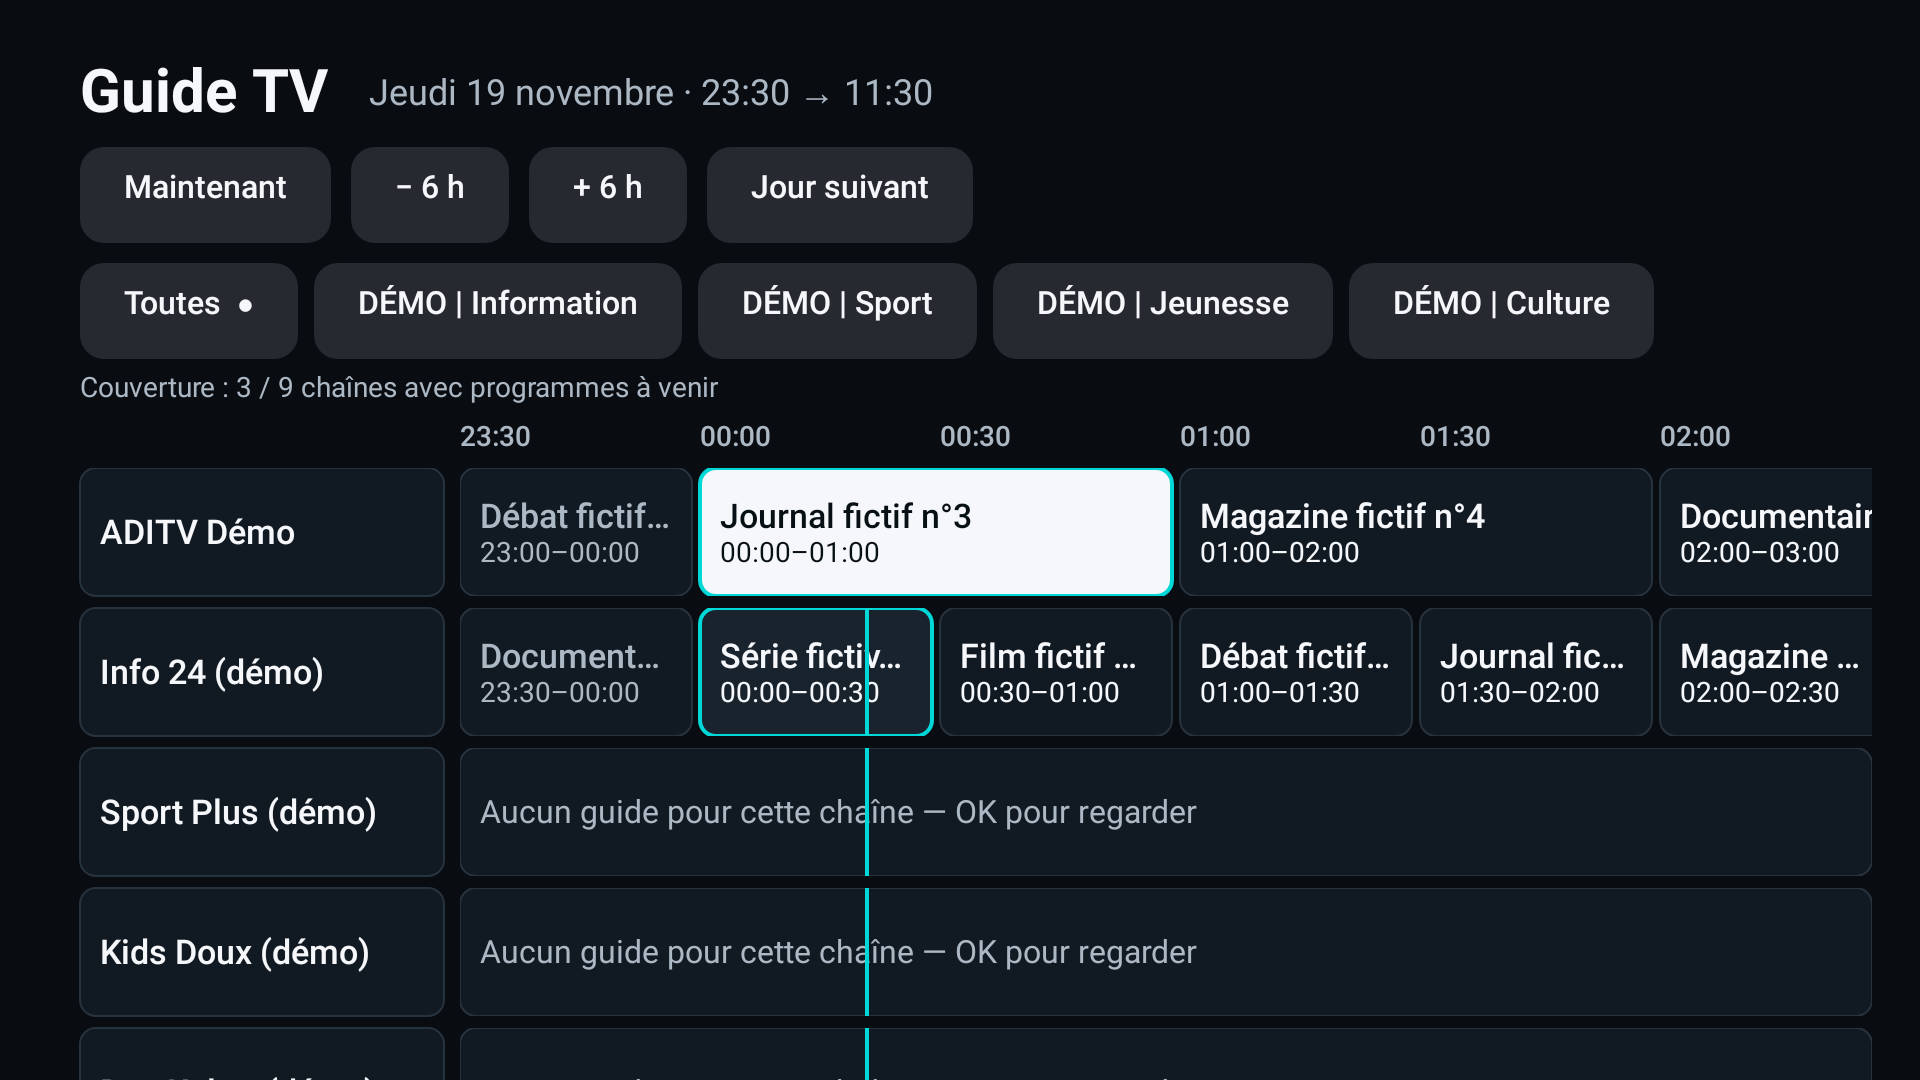 Guide TV Jeudi 19 novembre · 23:30 → 11:30
Maintenant − 6 h + 6 h Jour suivant
Toutes ● DÉMO | Information DÉMO | Sport DÉMO | Jeunesse DÉMO | Culture
Couverture : 3 / 9 chaînes avec programmes à venir
23:30 00:00 00:30 01:00 01:30 02:00
ADITV Démo
Débat fictif... Journal fictif n°3 Magazine fictif n°4 Documentair
23:00–00:00 00:00–01:00 01:00–02:00 02:00–03:00
Info 24 (démo)
Document... Série fictiv... Film fictif ... Débat fictif... Journal fic... Magazine ...
23:30–00:00 00:00–00:30 00:30–01:00 01:00–01:30 01:30–02:00 02:00–02:30
Sport Plus (démo) Aucun guide pour cette chaîne — OK pour regarder
Kids Doux (démo) Aucun guide pour cette chaîne — OK pour regarder